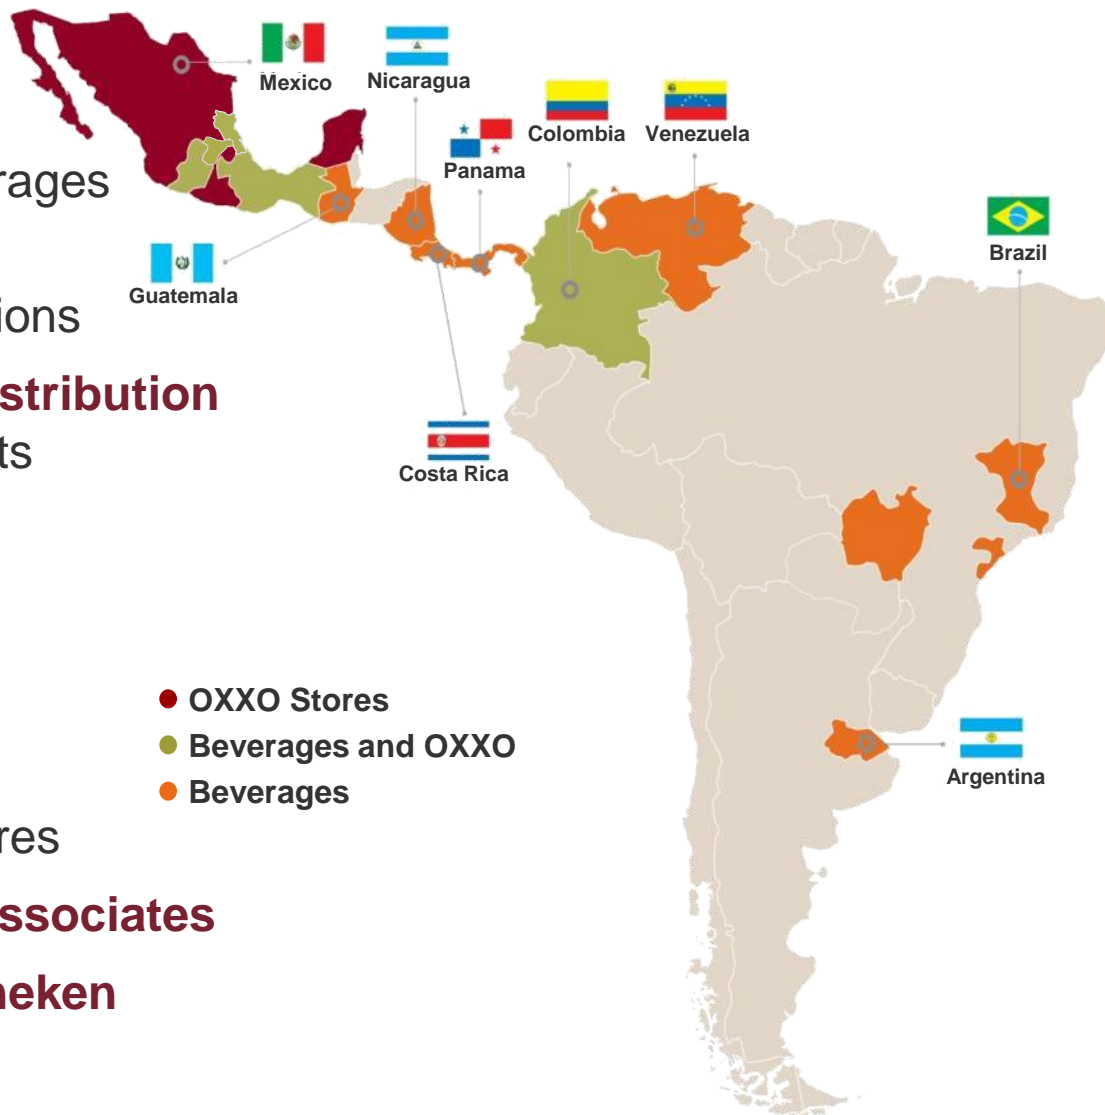 Mexico
Nicaragua
Colombia
Venezuela
Panama
rages
Brazil
Guatemala
ions
stribution
ts
Costa Rica
OXXO Stores
Beverages and OXXO
Beverages
Argentina
res
ssociates
neken